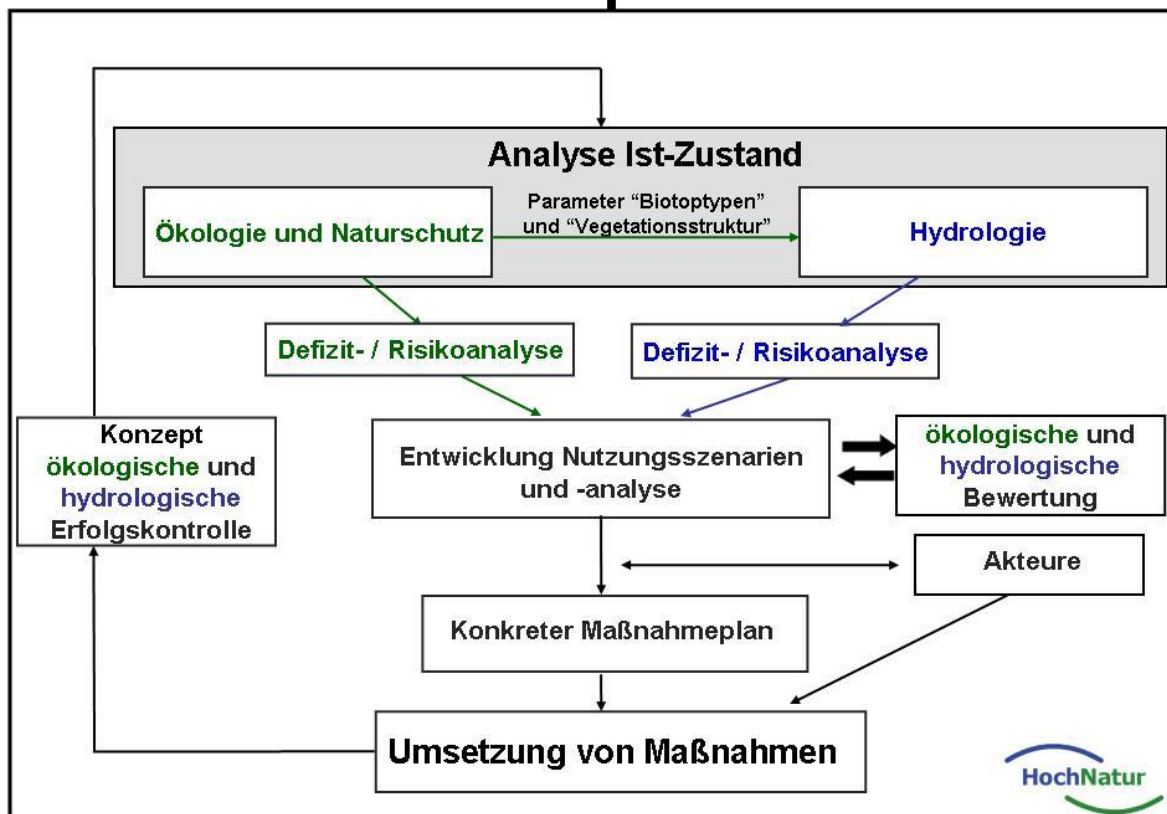 Analyse Ist-Zustand
Parameter “Biotoptypen”
und “Vegetationsstruktur”
Ökologie und Naturschutz
Hydrologie
Defizit- / Risikoanalyse
Defizit- / Risikoanalyse
Konzept
ökologische und
hydrologische
Erfolgskontrolle
Entwicklung Nutzungsszenarien
und -analyse
ökologische und
hydrologische
Bewertung
Akteure
Konkreter Maßnahmeplan
Umsetzung von Maßnahmen
HochNatur